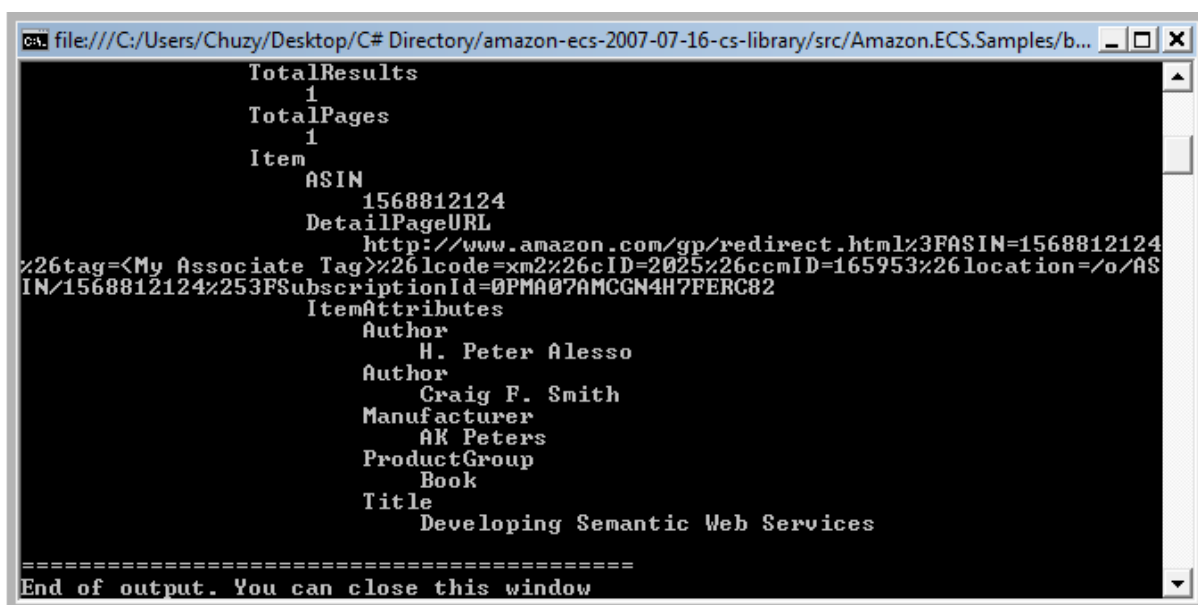 file:///C:/Users/Chuzy/Desktop/C# Directory/amazon-ecs-2007-07-16-cs-library/src/Amazon.ECS.Samples/b...
TotalResults
1
TotalPages
1
Item
ASIN
1568812124
DetailPageURL
http://www.amazon.com/gp/redirect.html%3FASIN=1568812124
%26tag=<My Associate Tag>%26lcode=xm2%26cID=2025%26ccmID=165953%26location=/o/AS
IN/1568812124%253FSubscriptionId=0PMA07AMCGN4H7FERC82
ItemAttributes
Author
H. Peter Alesso
Author
Craig F. Smith
Manufacturer
AK Peters
ProductGroup
Book
Title
Developing Semantic Web Services
===========================================
End of output. You can close this window